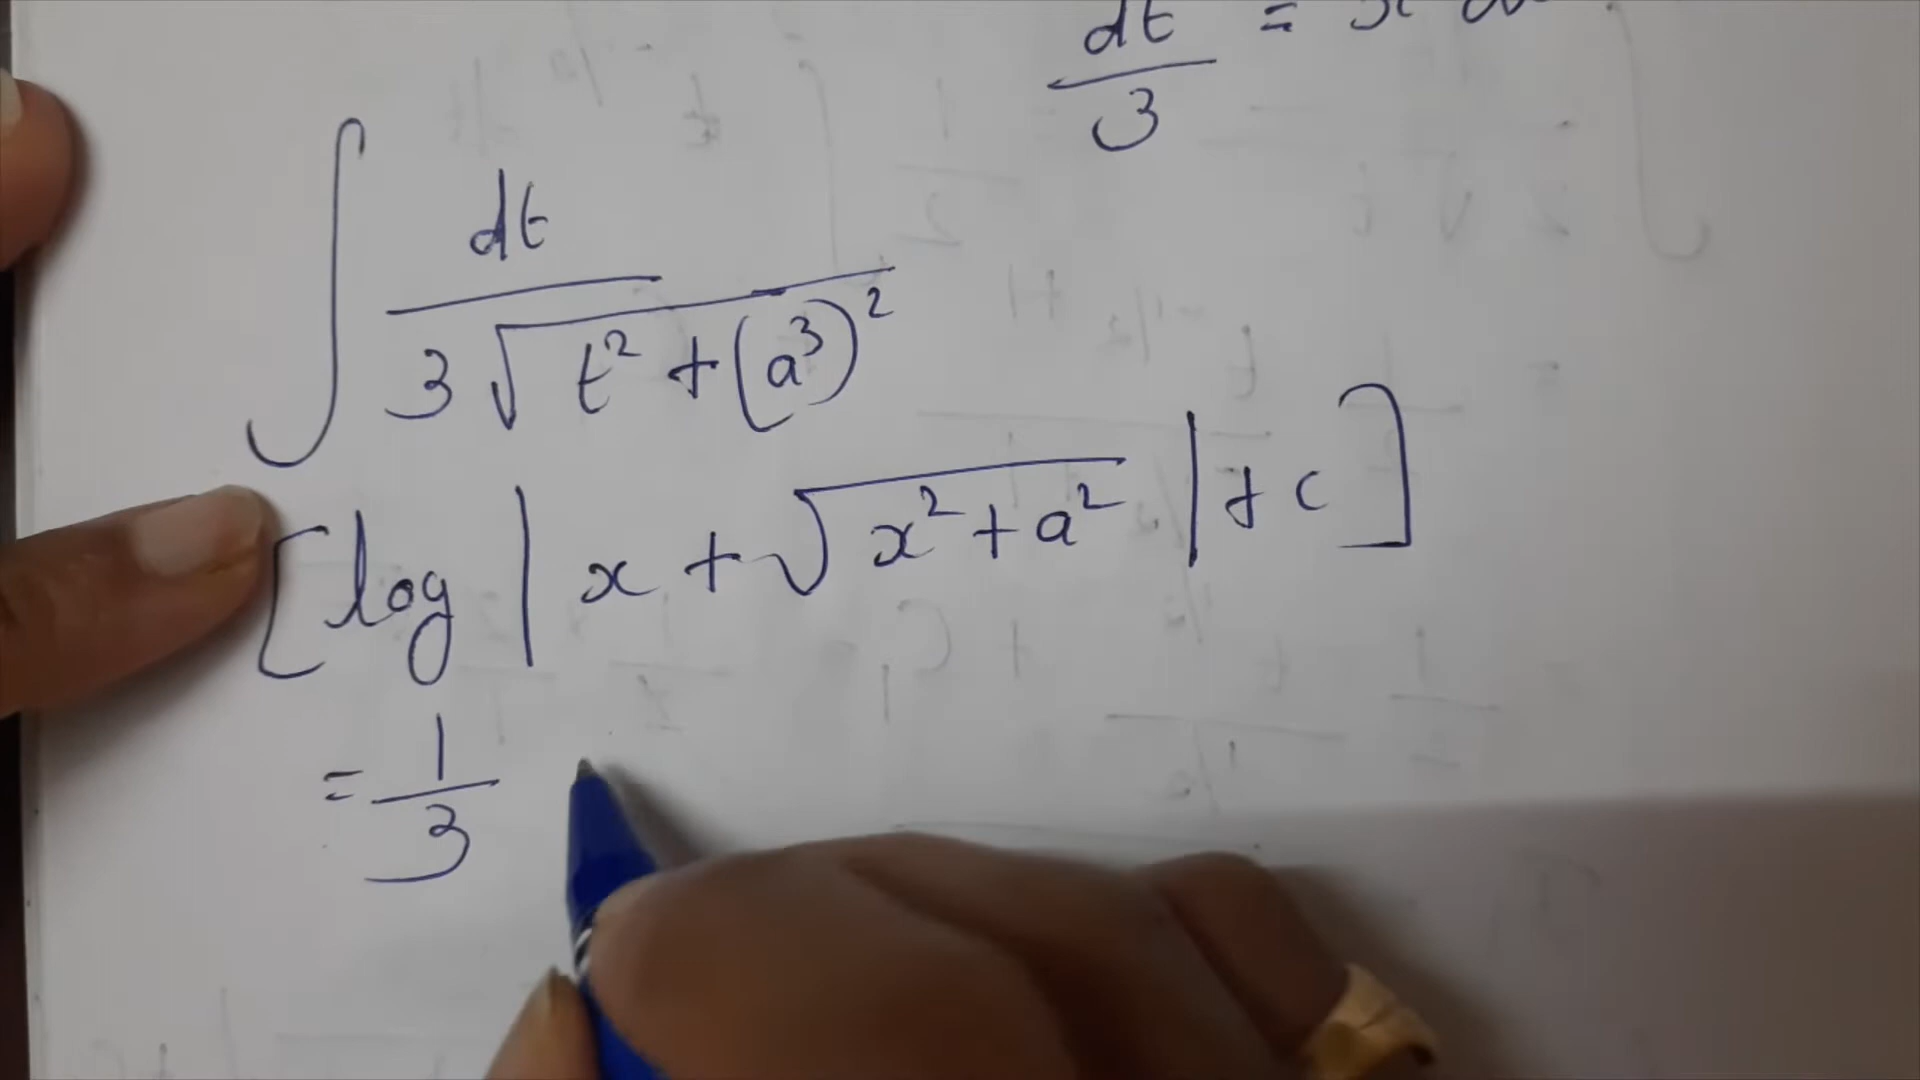 dt/3 =
∫ dt / 3√(t² + (a³)²)
[log | x + √(x² + a²) | + c]
= 1/3